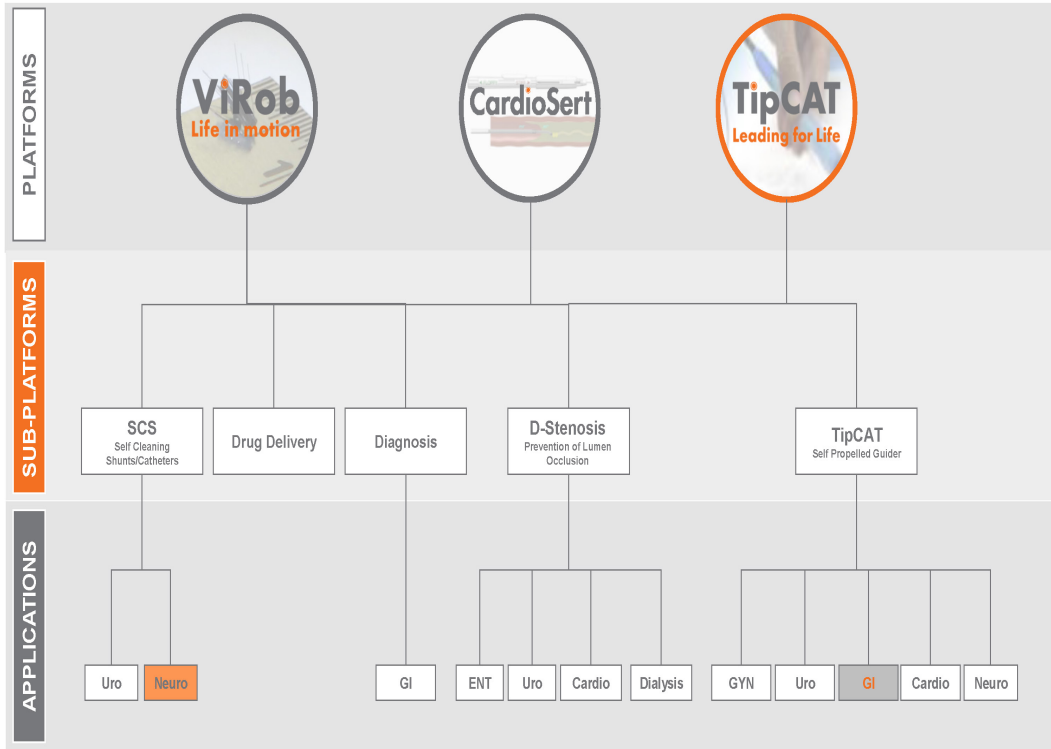 PLATFORMS
ViRob
Life in motion
CardioSert
TipCAT
Leading for Life
SUB-PLATFORMS
SCS
Self Cleaning
Shunts/Catheters
Drug Delivery
Diagnosis
D-Stenosis
Prevention of Lumen
Occlusion
TipCAT
Self Propelled Guider
APPLICATIONS
Uro
Neuro
GI
ENT
Uro
Cardio
Dialysis
GYN
Uro
GI
Cardio
Neuro